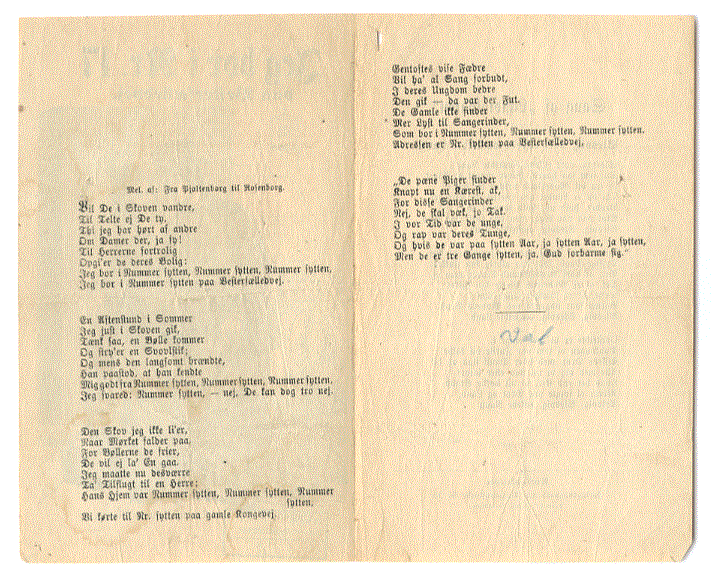 Mel. af: Fra Pjaltenborg til Rosenborg.
Vil De i Skoven vandre,
Til Telte ej De ty.
Thi jeg har hørt af andre
Om Damer der, ja fy!
Til Herrerne fortrolig
Opgi'er de deres Bolig:
Jeg bor i Nummer sytten, Nummer sytten, Nummer sytten,
Jeg bor i Nummer sytten paa Vesterfælledvej.
En Aftenstund i Sommer
Jeg just i Skoven gik,
Tænk saa, en Bølle kommer
Og stryg'er en Svovlstik;
Og mens den langsomt brændte,
Han paastod, at han kendte
Mig godt fra Nummer sytten, Nummer sytten, Nummer sytten.
Jeg svared: Nummer sytten, — nej, De kan dog tro nej.
Den Skov jeg ikke li'er,
Naar Mørket falder paa,
For Bøllerne de frier,
De vil ej la' En gaa.
Jeg maatte nu desværre
Ta' Tilflugt til en Herre;
Hans Hjem var Nummer sytten, Nummer sytten, Nummer
sytten.
Vi kørte til Nr. sytten paa gamle Kongevej.
Gentoftes vise Fædre
Vil ha' al Sang forbudt,
I deres Ungdom bedre
Den gik — da var der Fut.
De Gamle ikke finder
Mer Lyst til Sangerinder,
Som bor i Nummer sytten, Nummer sytten, Nummer sytten.
Adressen er Nr. sytten paa Vesterfælledvej.
„De pæne Piger finder
Knapt nu en Kærest, ak,
For disse Sangerinder
Nej, de skal væk, jo Tak.
I vor Tid var de unge,
Og rap var deres Tunge,
Og hvis de var paa sytten Aar, ja sytten Aar, ja sytten,
Men de er tre Gange sytten, ja, Gud forbarme sig."